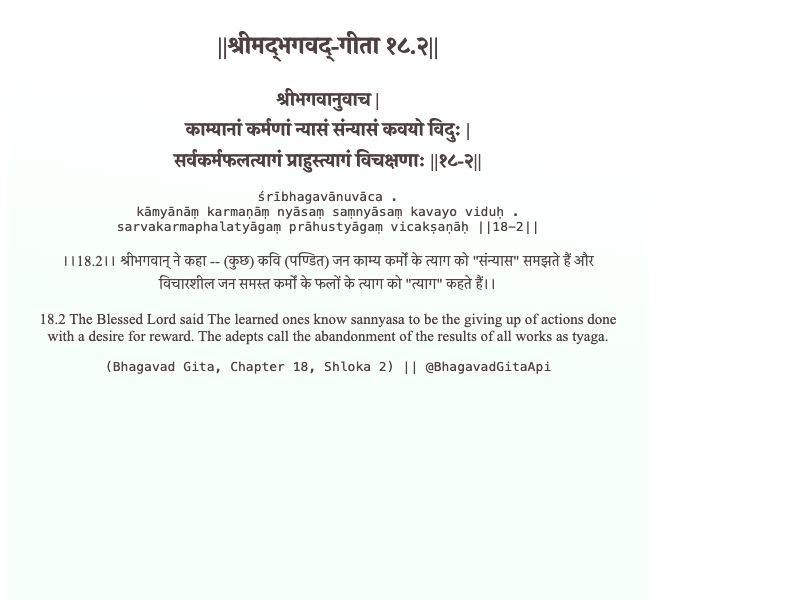 ||श्रीमद्‍भगवद्‍-गीता १८.२||
श्रीभगवानुवाच |
काम्यानां कर्मणां न्यासं संन्यासं कवयो विदुः |
सर्वकर्मफलत्यागं प्राहुस्त्यागं विचक्षणाः ||१८-२||
śrībhagavānuvāca .
kāmyānāṃ karmaṇāṃ nyāsaṃ saṃnyāsaṃ kavayo viduḥ .
sarvakarmaphalatyāgaṃ prāhustyāgaṃ vicakṣaṇāḥ ||18-2||
।।18.2।। श्रीभगवान् ने कहा -- (कुछ) कवि (पण्डित) जन काम्य कर्मों के त्याग को "संन्यास" समझते हैं और
विचारशील जन समस्त कर्मों के फलों के त्याग को "त्याग" कहते हैं।।
18.2 The Blessed Lord said The learned ones know sannyasa to be the giving up of actions done
with a desire for reward. The adepts call the abandonment of the results of all works as tyaga.
(Bhagavad Gita, Chapter 18, Shloka 2) || @BhagavadGitaApi